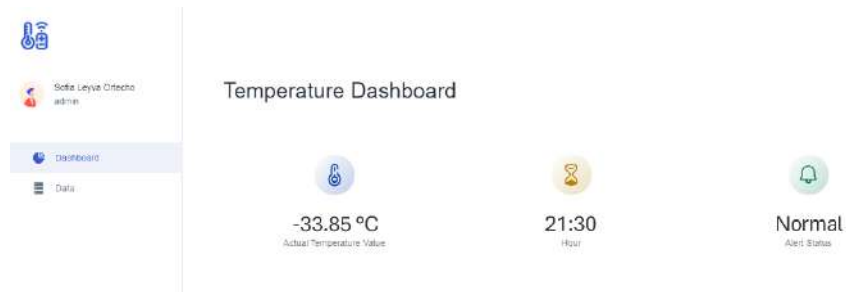 Sofia Leyva Ortecho
admin
Dashboard
Data
Temperature Dashboard
-33.85 °C
Actual Temperature Value
21:30
Hour
Normal
Alert Status